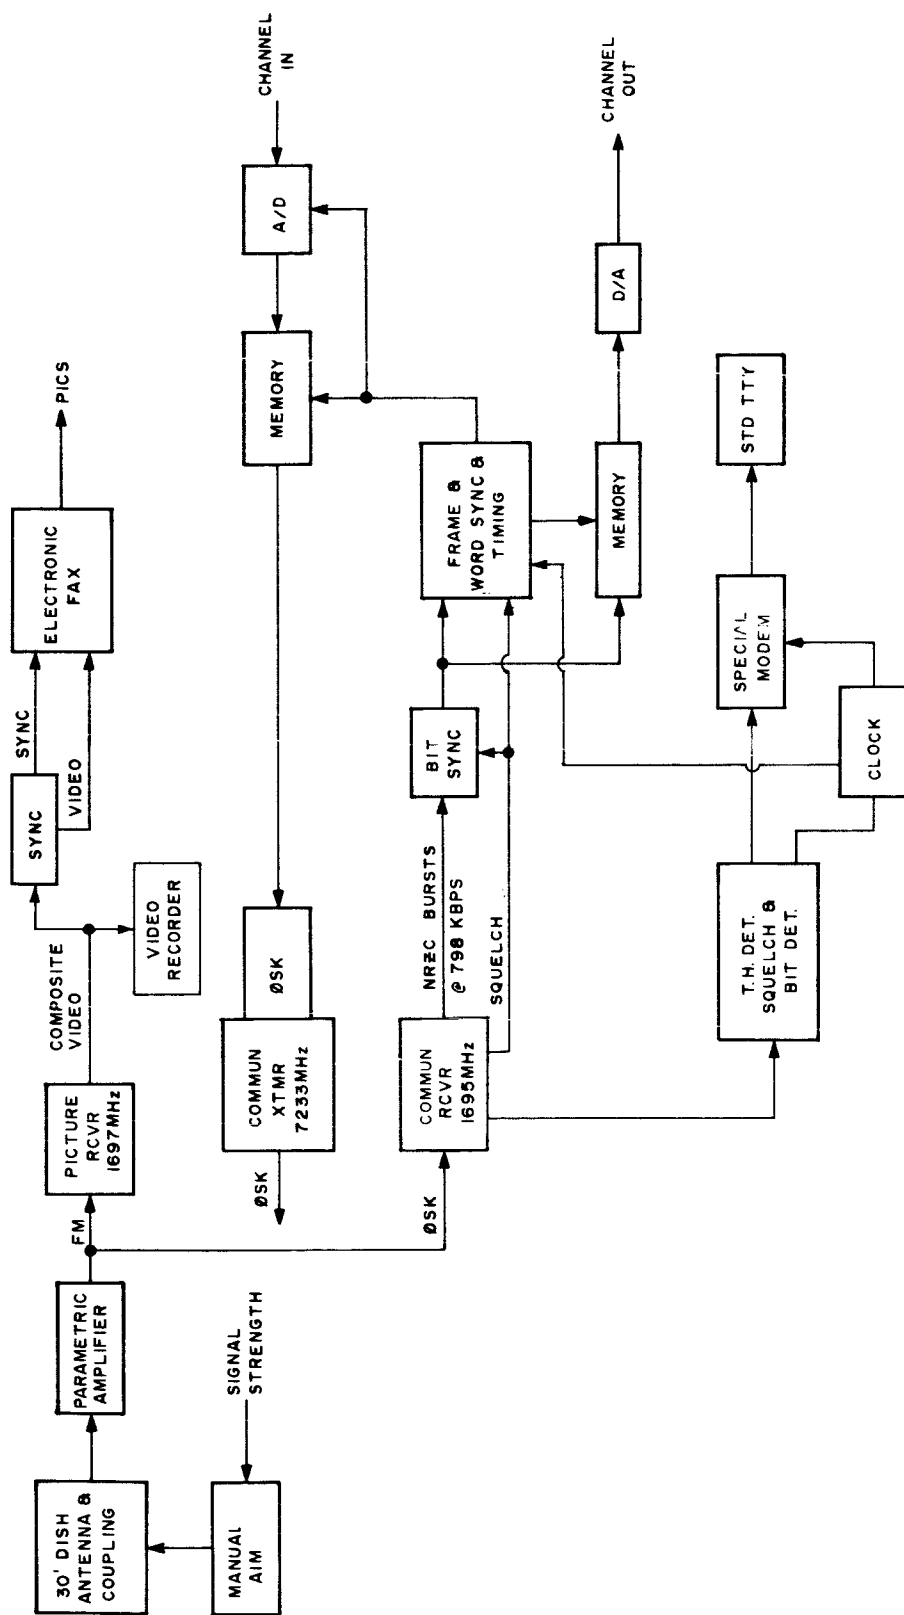 30' DISH
ANTENNA &
COUPLING
MANUAL
AIM
SIGNAL
STRENGTH
PARAMETRIC
AMPLIFIER
FM
ØSK
PICTURE
RCVR
1697MHz
COMPOSITE
VIDEO
VIDEO
RECORDER
SYNC
SYNC
VIDEO
ELECTRONIC
FAX
PICS
ØSK
COMMUN
XTMR
7233MHz
ØSK
MEMORY
A/D
CHANNEL
IN
COMMUN
RCVR
1695MHz
NRZC BURSTS
@ 798 KBPS
SQUELCH
BIT
SYNC
FRAME &
WORD SYNC &
TIMING
MEMORY
D/A
CHANNEL
OUT
T.H. DET.
SQUELCH &
BIT DET.
CLOCK
SPECIAL
MODEM
STD TTY